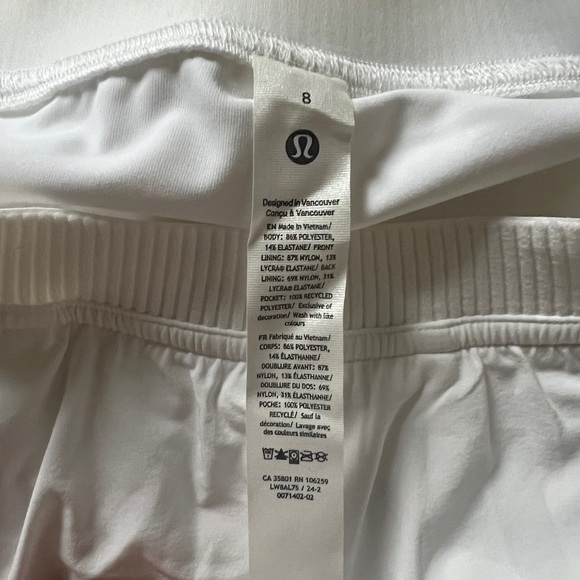 8
Designed in Vancouver
Conçu à Vancouver
EN Made in Vietnam/
BODY: 86% POLYESTER,
14% ELASTANE/ FRONT
LINING: 87% NYLON, 13%
LYCRA® ELASTANE/ BACK
LINING: 69% NYLON, 31%
LYCRA® ELASTANE/
POCKET: 100% RECYCLED
POLYESTER/ Exclusive of
decoration/ Wash with like
colours
FR Fabriqué au Vietnam/
CORPS: 86% POLYESTER,
14% ÉLASTHANNE/
DOUBLURE AVANT: 87%
NYLON, 13% ÉLASTHANNE/
DOUBLURE DU DOS: 69%
NYLON, 31% ÉLASTHANNE/
POCHE: 100% POLYESTER
RECYCLÉ/ Sauf la
décoration/ Lavage avec
des couleurs similaires
CA 35801 RN 106259
LW8AL7S / 24-2
0071402-02